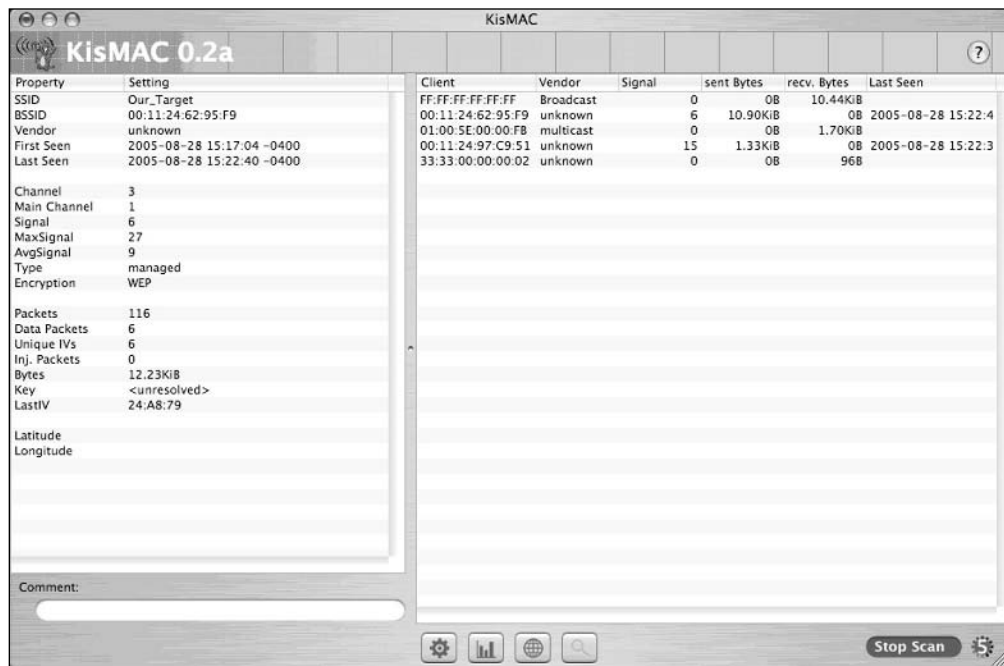 KisMAC
KisMAC 0.2a
?
Property Setting
SSID Our_Target
BSSID 00:11:24:62:95:F9
Vendor unknown
First Seen 2005-08-28 15:17:04 -0400
Last Seen 2005-08-28 15:22:40 -0400
Channel 3
Main Channel 1
Signal 6
MaxSignal 27
AvgSignal 9
Type managed
Encryption WEP
Packets 116
Data Packets 6
Unique IVs 6
Inj. Packets 0
Bytes 12.23KiB
Key <unresolved>
LastIV 24:A8:79
Latitude
Longitude
Comment:
Client Vendor Signal sent Bytes recv. Bytes Last Seen
FF:FF:FF:FF:FF:FF Broadcast 0 0B 10.44KiB
00:11:24:62:95:F9 unknown 6 10.90KiB 0B 2005-08-28 15:22:4
01:00:5E:00:00:FB multicast 0 0B 1.70KiB
00:11:24:97:C9:51 unknown 15 1.33KiB 0B 2005-08-28 15:22:3
33:33:00:00:00:02 unknown 0 0B 96B
Stop Scan
5